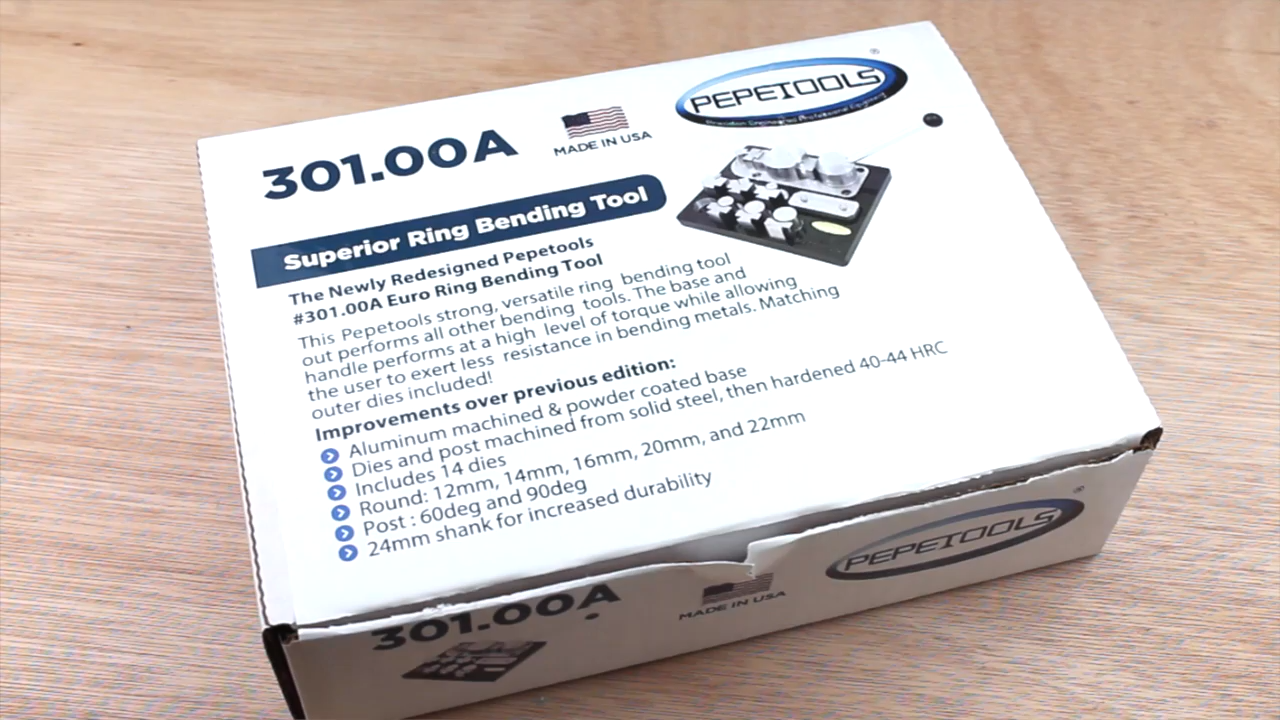 PEPETOOLS®
Precision Engineered Professional Equipment
301.00A
MADE IN USA
Superior Ring Bending Tool
The Newly Redesigned Pepetools
#301.00A Euro Ring Bending Tool
This Pepetools strong, versatile ring bending tool
out performs all other bending tools. The base and
handle performs at a high level of torque while allowing
the user to exert less resistance in bending metals. Matching
outer dies included!
Improvements over previous edition:
Aluminum machined & powder coated base
Dies and post machined from solid steel, then hardened 40-44 HRC
Includes 14 dies
Round: 12mm, 14mm, 16mm, 20mm, and 22mm
Post : 60deg and 90deg
24mm shank for increased durability
PEPETOOLS®
301.00A
MADE IN USA